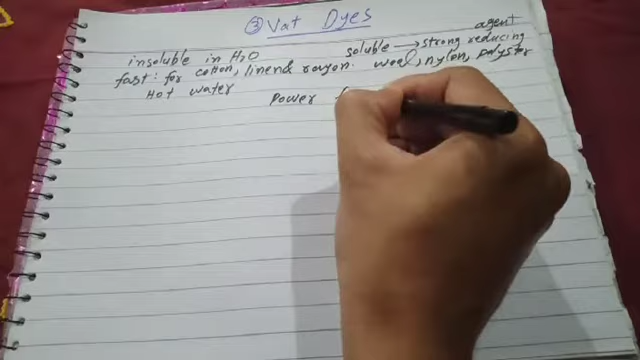 ③ Vat Dyes
insoluble in H2O soluble → strong reducing agent
fast: for cotton, linen & rayon. wool, nylon, polyster
Hot water power